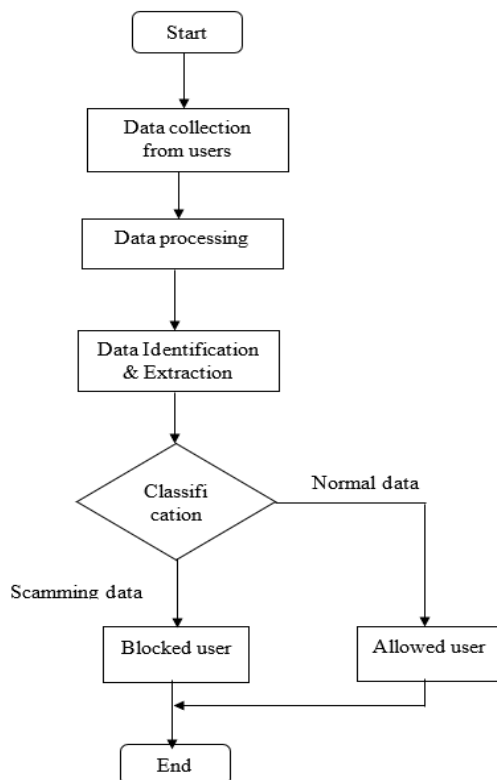 Start
Data collection
from users
Data processing
Data Identification
& Extraction
Classifi
cation
Normal data
Scamming data
Blocked user
Allowed user
End